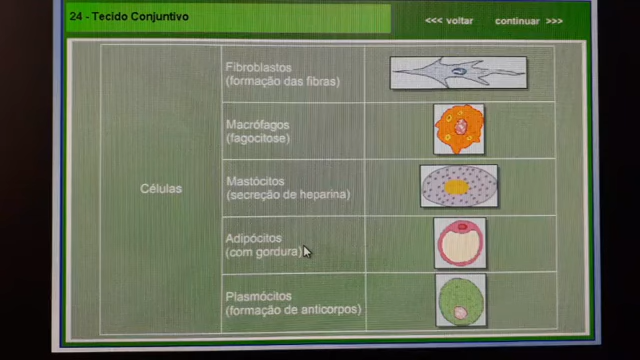 24 - Tecido Conjuntivo
<<< voltar
continuar >>>
Células
Fibroblastos
(formação das fibras)
Macrófagos
(fagocitose)
Mastócitos
(secreção de heparina)
Adipócitos
(com gordura)
Plasmócitos
(formação de anticorpos)